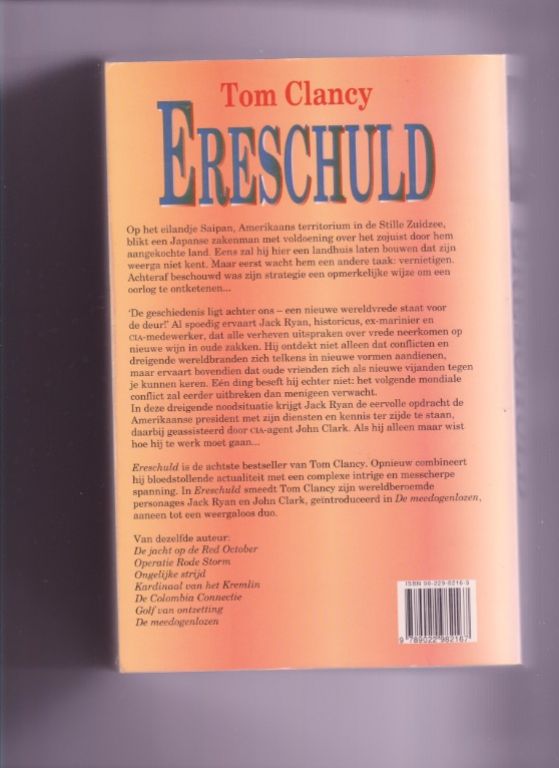 Tom Clancy
ERESCHULD
Op het eilandje Saipan, Amerikaans territorium in de Stille Zuidzee,
blikt een Japanse zakenman met voldoening over het zojuist door hem
aangekochte land. Eens zal hij hier een landhuis laten bouwen dat zijn
weerga niet kent. Maar eerst wacht hem een andere taak: vernietigen.
Achteraf beschouwd was zijn strategie een opmerkelijke wijze om een
oorlog te ontketenen...
'De geschiedenis ligt achter ons – een nieuwe wereldvrede staat voor
de deur!' Al spoedig ervaart Jack Ryan, historicus, ex-marinier en
CIA-medewerker, dat alle verheven uitspraken over vrede neerkomen op
nieuwe wijn in oude zakken. Hij ontdekt niet alleen dat conflicten en
dreigende wereldbranden zich telkens in nieuwe vormen aandienen,
maar ervaart bovendien dat oude vrienden zich als nieuwe vijanden tegen
je kunnen keren. Eén ding beseft hij echter niet: het volgende mondiale
conflict zal eerder uitbreken dan menigeen verwacht.
In deze dreigende noodsituatie krijgt Jack Ryan de eervolle opdracht de
Amerikaanse president met zijn diensten en kennis ter zijde te staan,
daarbij geassisteerd door CIA-agent John Clark. Als hij alleen maar wist
hoe hij te werk moet gaan...
Ereschuld is de achtste bestseller van Tom Clancy. Opnieuw combineert
hij bloedstollende actualiteit met een complexe intrige en messcherpe
spanning. In Ereschuld smeedt Tom Clancy zijn wereldberoemde
personages Jack Ryan en John Clark, geïntroduceerd in De meedogenlozen,
aaneen tot een weergaloos duo.
Van dezelfde auteur:
De jacht op de Red October
Operatie Rode Storm
Ongelijke strijd
Kardinaal van het Kremlin
De Colombia Connectie
Golf van ontzetting
De meedogenlozen
ISBN 90-229-8216-9
9 789022 982167